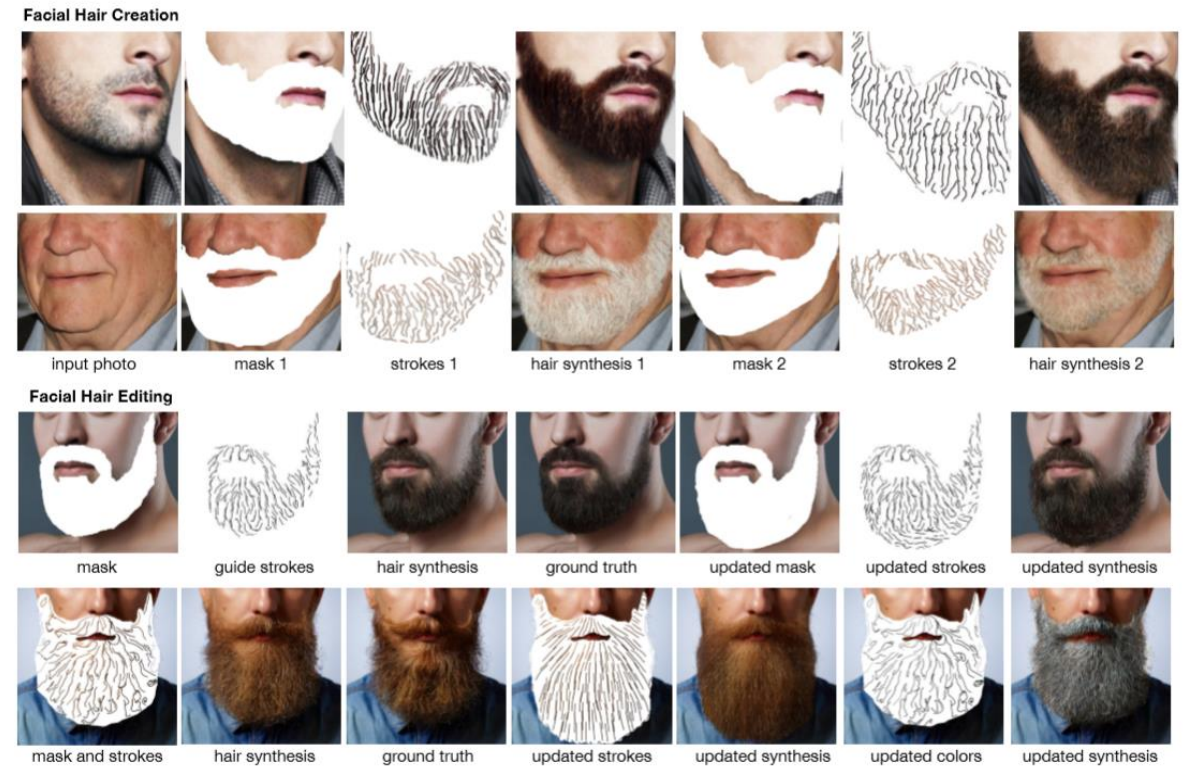 Facial Hair Creation
input photo mask 1 strokes 1 hair synthesis 1 mask 2 strokes 2 hair synthesis 2
Facial Hair Editing
mask guide strokes hair synthesis ground truth updated mask updated strokes updated synthesis
mask and strokes hair synthesis ground truth updated strokes updated synthesis updated colors updated synthesis